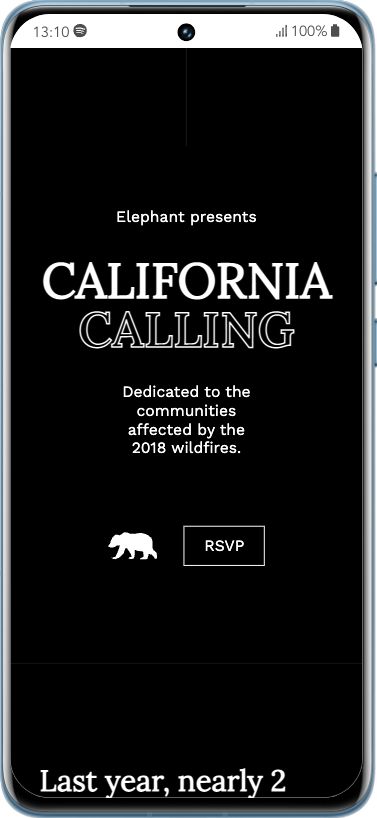 13:10
100%
Elephant presents
CALIFORNIA
CALLING
Dedicated to the
communities
affected by the
2018 wildfires.
RSVP
Last year, nearly 2